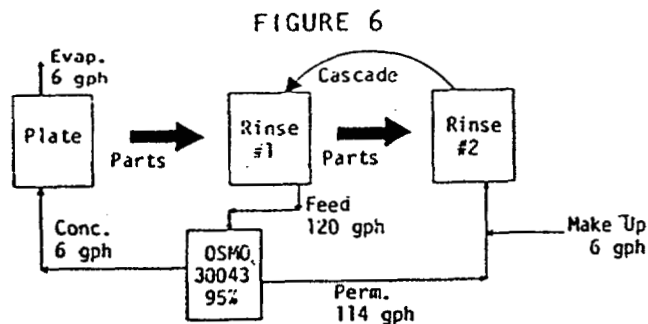 FIGURE 6
Evap.
6 gph
Cascade
Plate
Rinse
#1
Rinse
#2
Parts
Parts
Feed
120 gph
Conc.
6 gph
OSMO
30043
95%
Make Up
6 gph
Perm.
114 gph